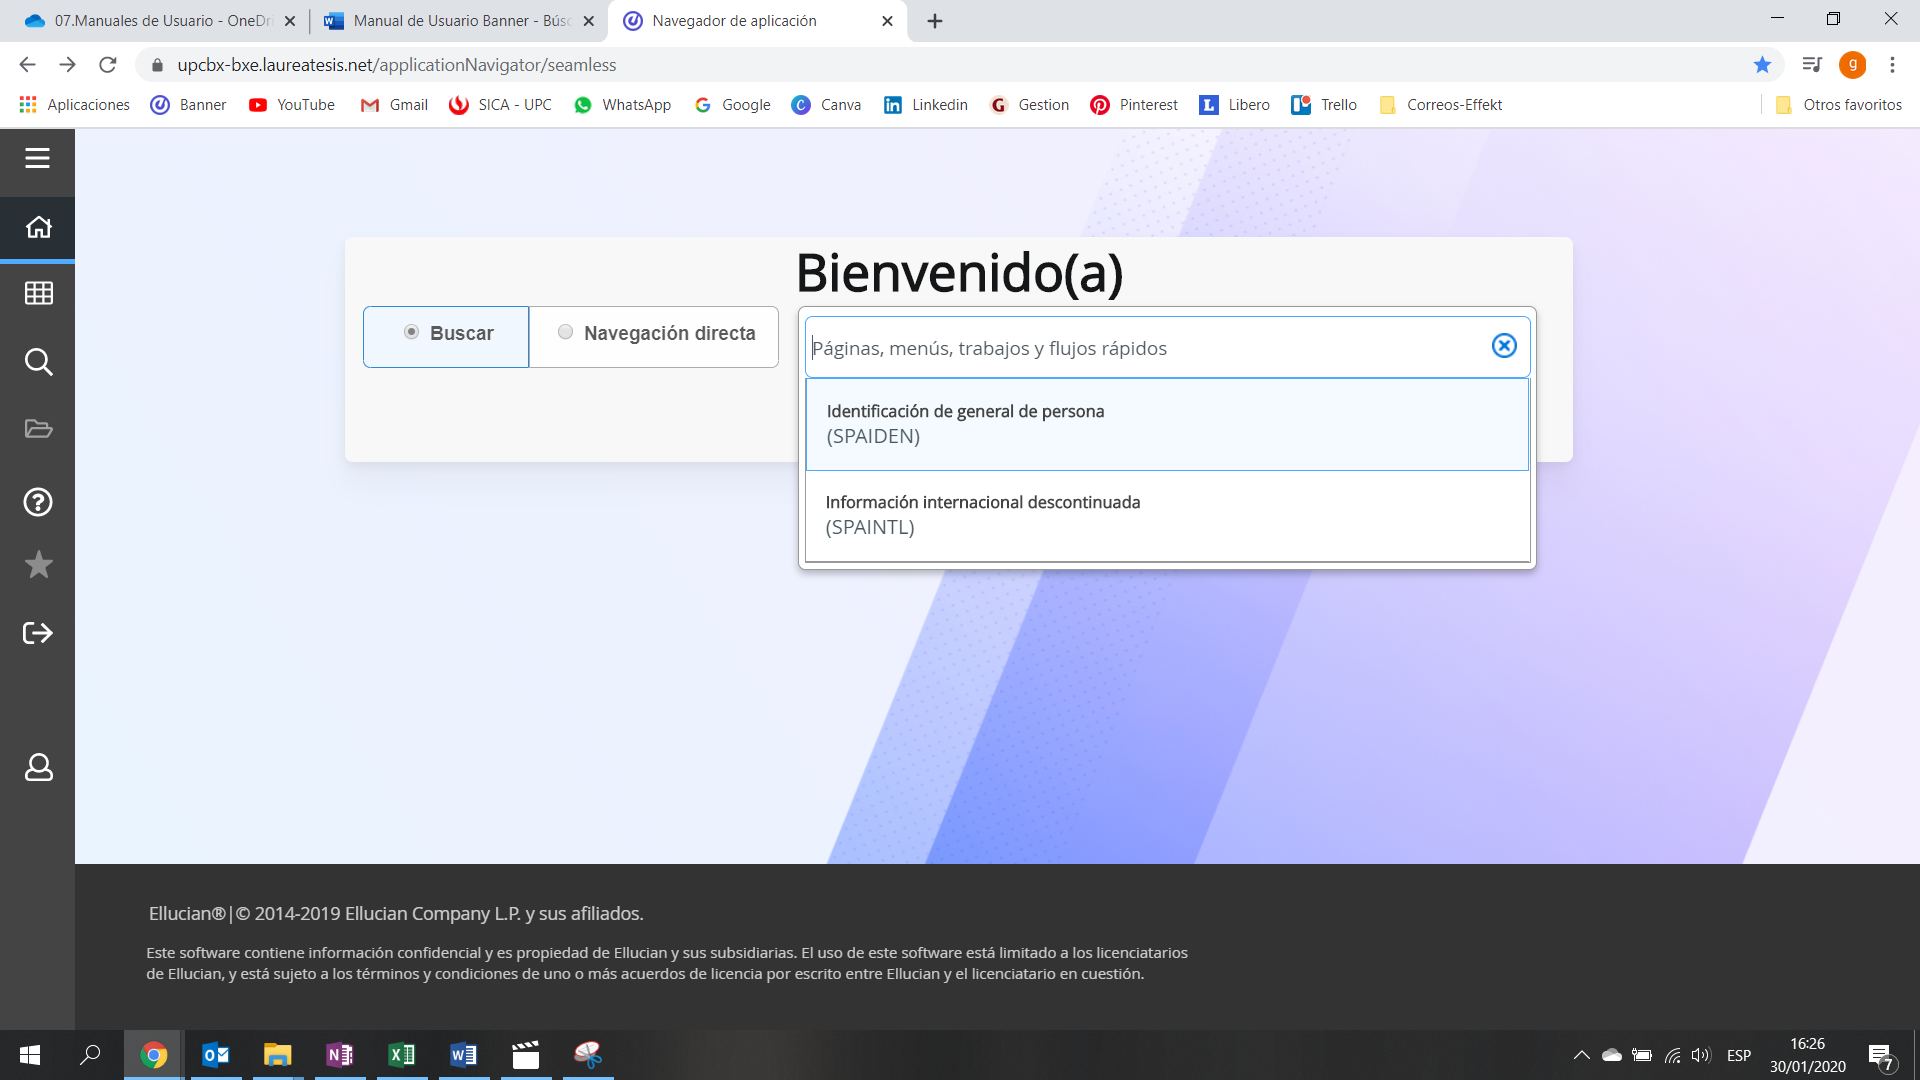 07.Manuales de Usuario - OneDri
Manual de Usuario Banner - Búsc
Navegador de aplicación
upcbx-bxe.laureatesis.net/applicationNavigator/seamless
g
Aplicaciones
Banner
YouTube
Gmail
SICA - UPC
WhatsApp
Google
Canva
Linkedin
Gestion
Pinterest
Libero
Trello
Correos-Effekt
Otros favoritos
Bienvenido(a)
Buscar
Navegación directa
Páginas, menús, trabajos y flujos rápidos
Identificación de general de persona
(SPAIDEN)
Información internacional descontinuada
(SPAINTL)
Ellucian®|© 2014-2019 Ellucian Company L.P. y sus afiliados.
Este software contiene información confidencial y es propiedad de Ellucian y sus subsidiarias. El uso de este software está limitado a los licenciatarios
de Ellucian, y está sujeto a los términos y condiciones de uno o más acuerdos de licencia por escrito entre Ellucian y el licenciatario en cuestión.
ESP
16:26
30/01/2020
7